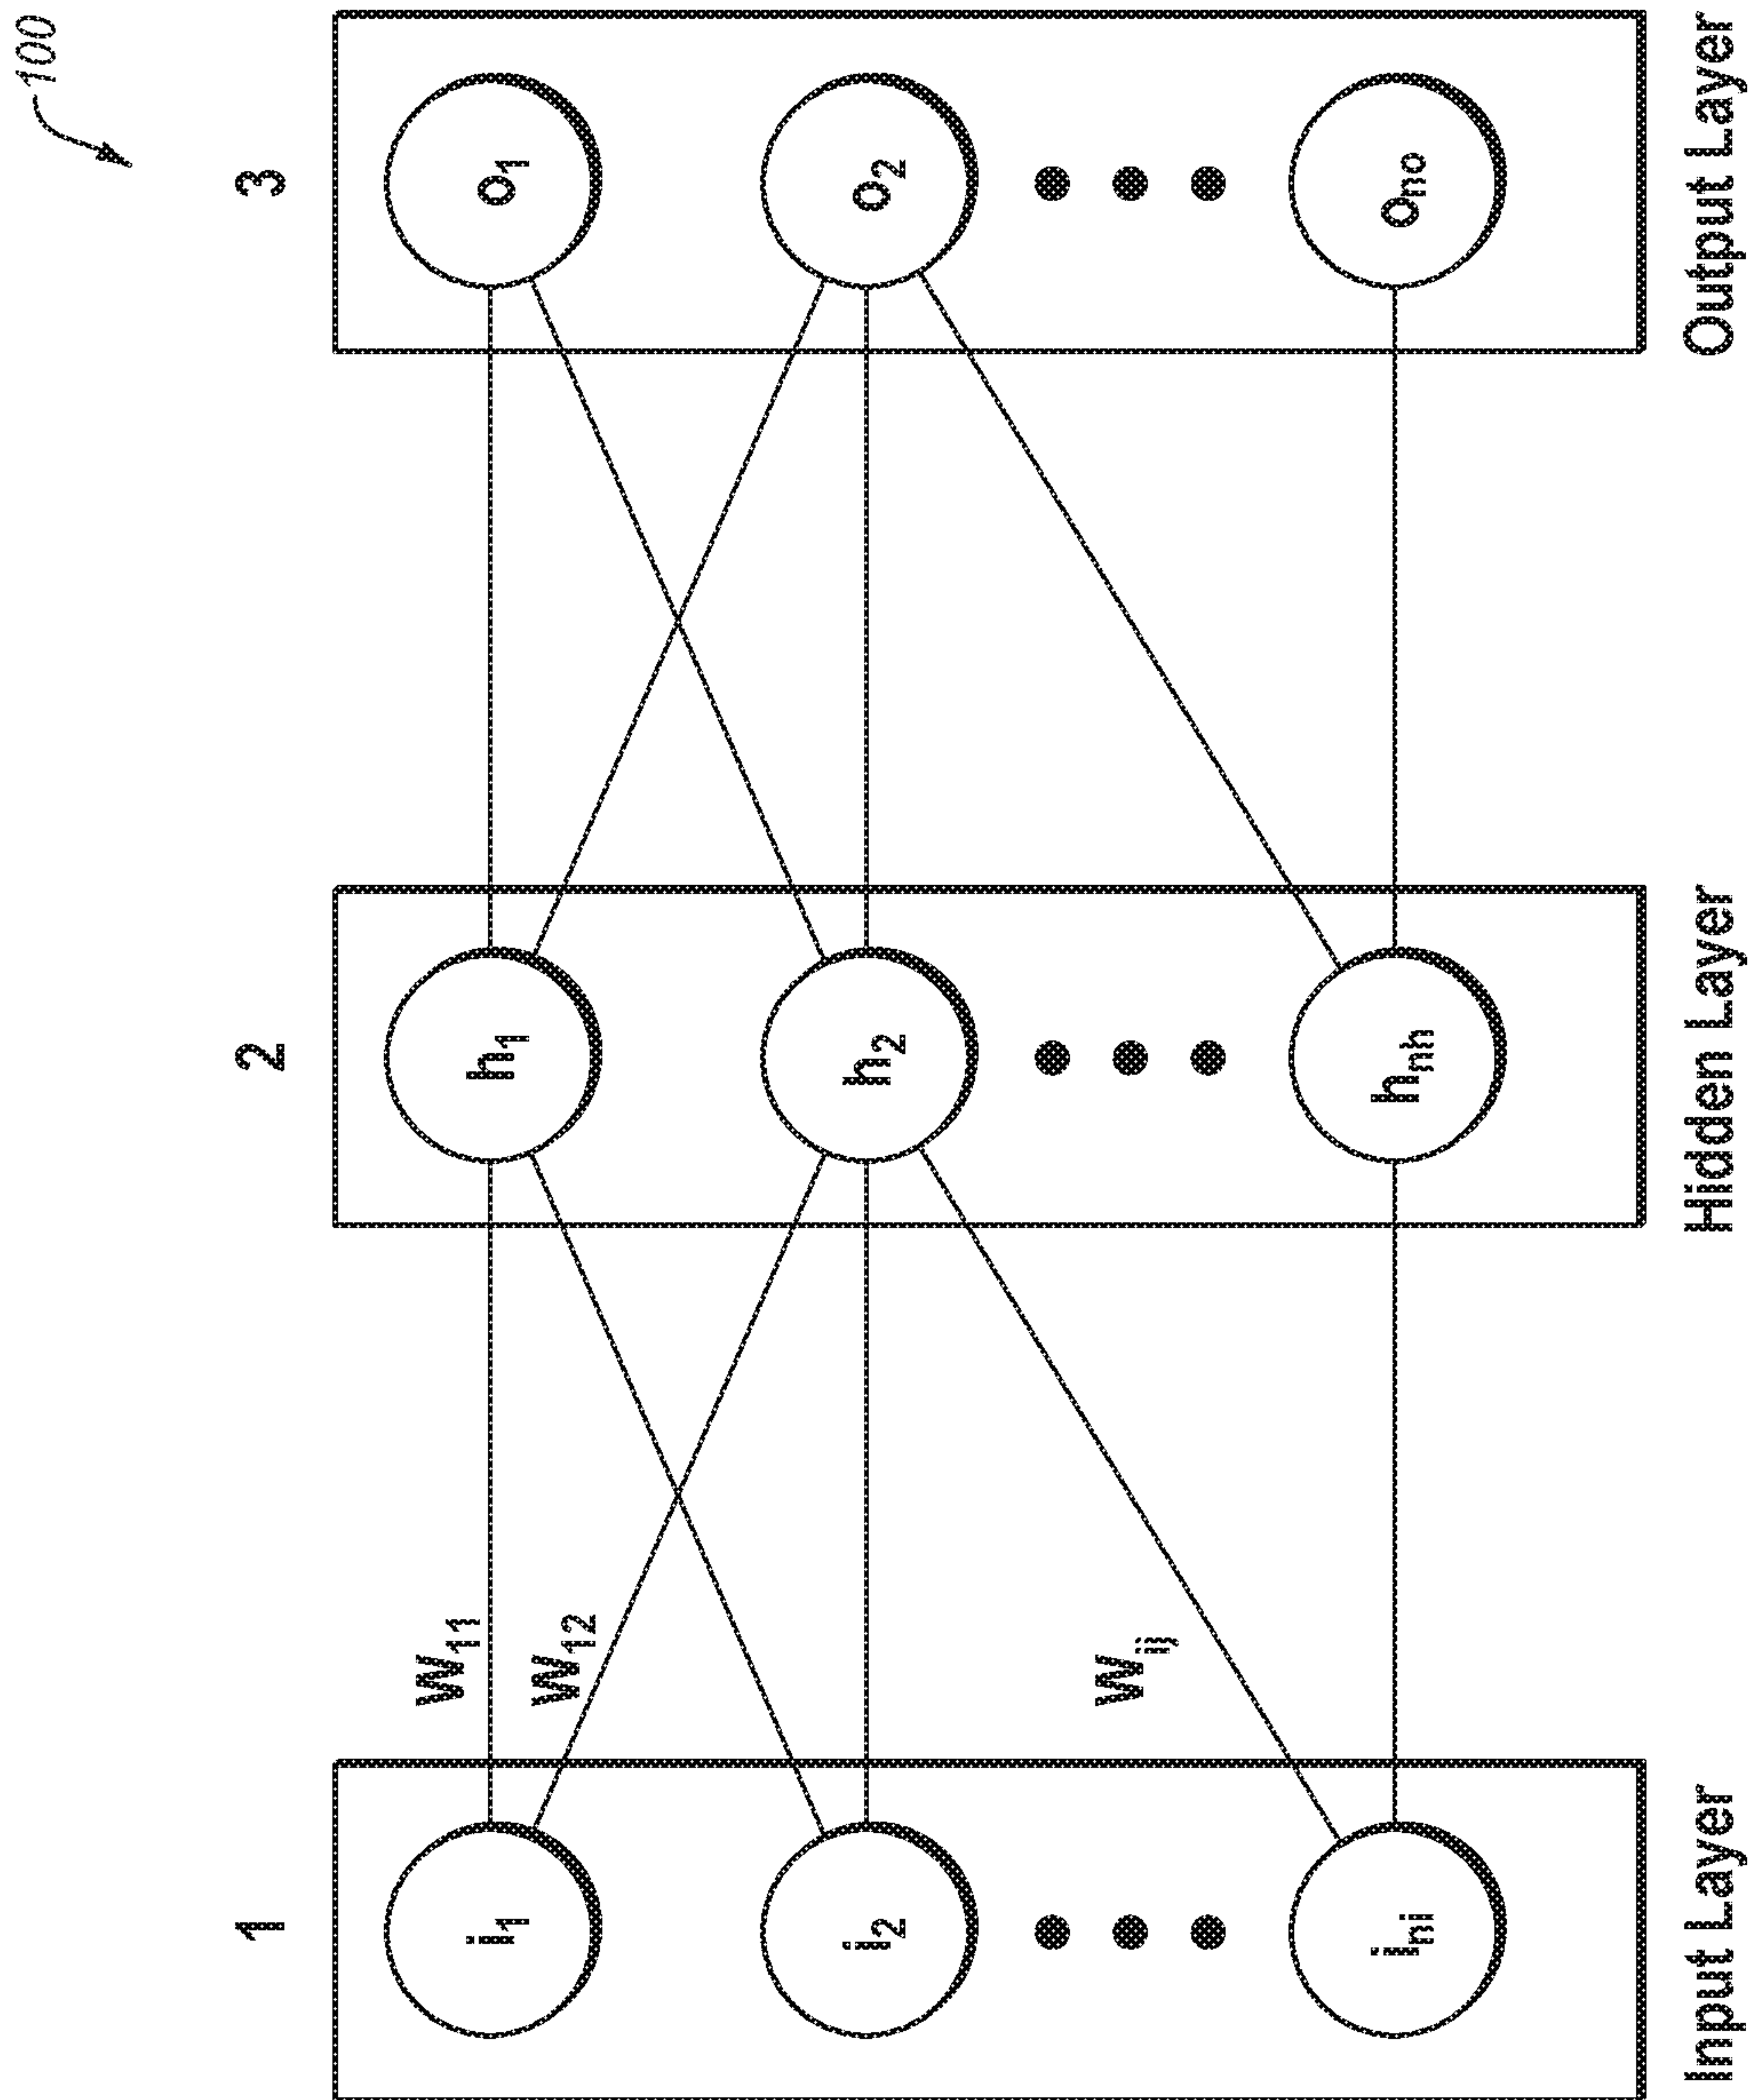 100
1
2
3
i1
h1
o1
W11
W12
i2
h2
o2
Wij
ini
hnh
ono
Input Layer
Hidden Layer
Output Layer